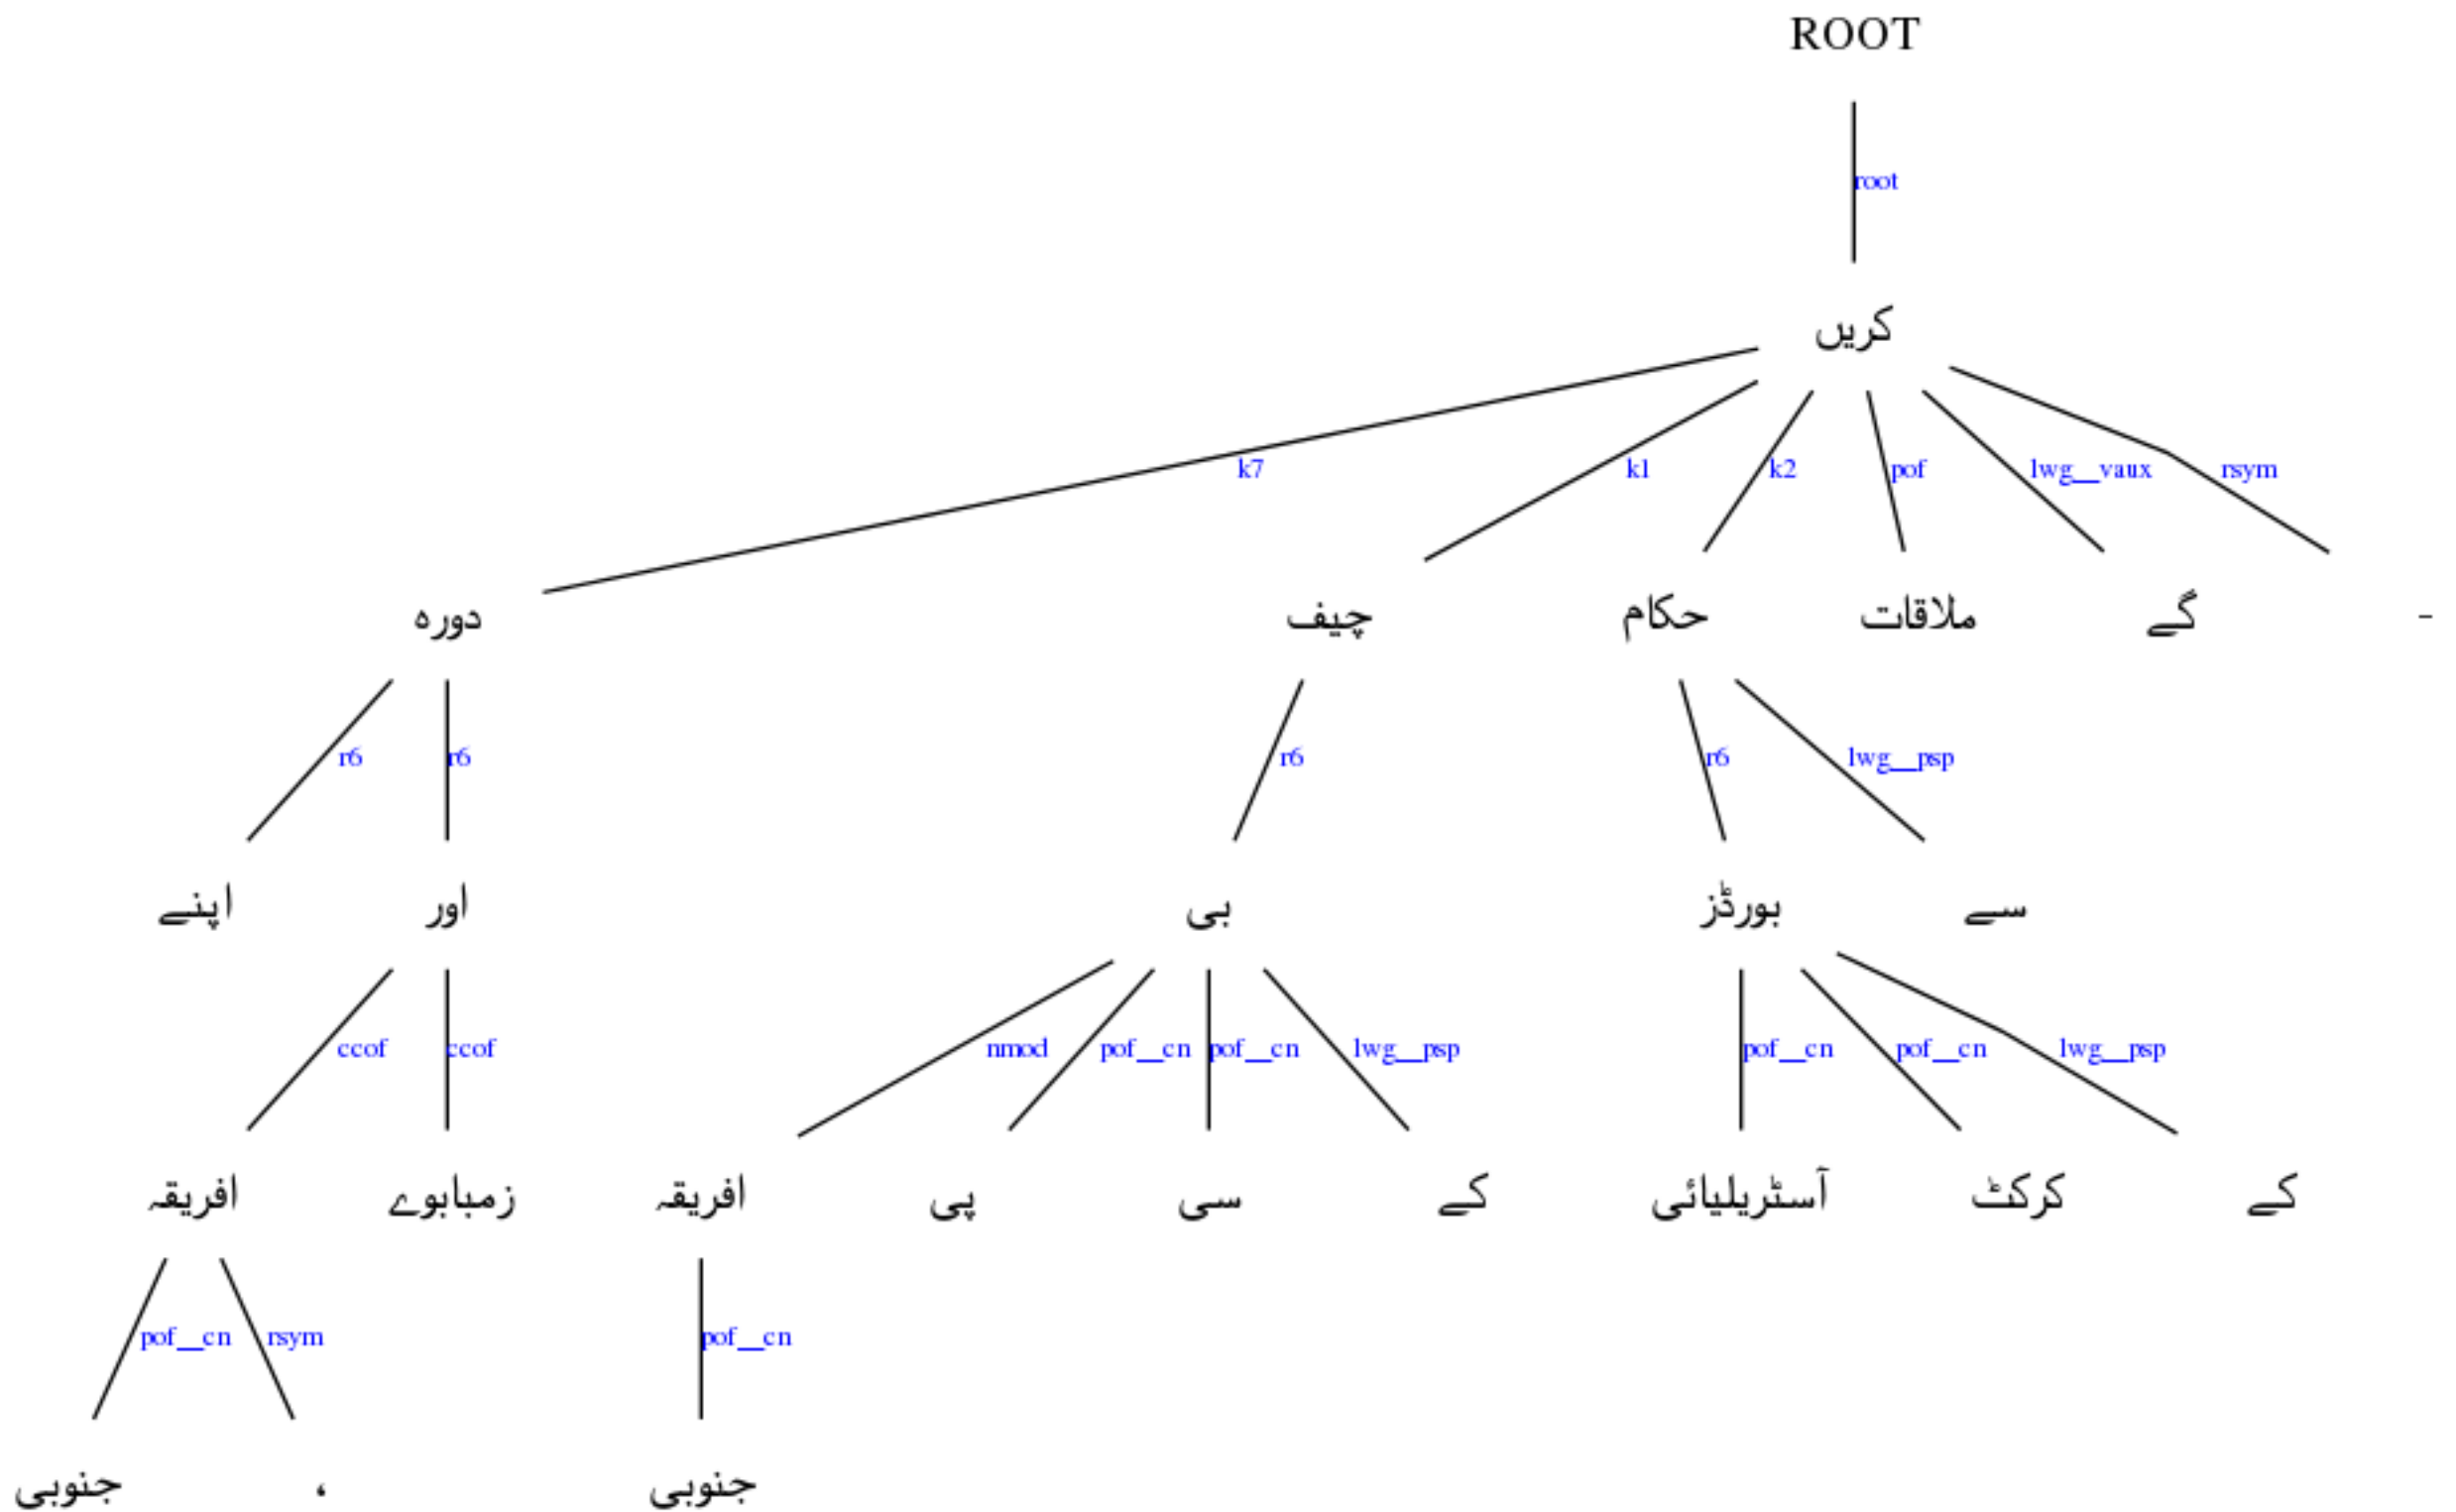 ROOT
root
کریں
k7 k1 k2 pof lwg__vaux rsym
دورہ چیف حکام ملاقات گے -
r6 r6 r6 r6 lwg__psp
اپنے اور بی بورڈز سے
ccof ccof nmod pof__cn pof__cn lwg__psp pof__cn pof__cn lwg__psp
افریقہ زمبابوے افریقہ پی سی کے آسٹریلیائی کرکٹ کے
pof__cn rsym pof__cn
جنوبی ، جنوبی